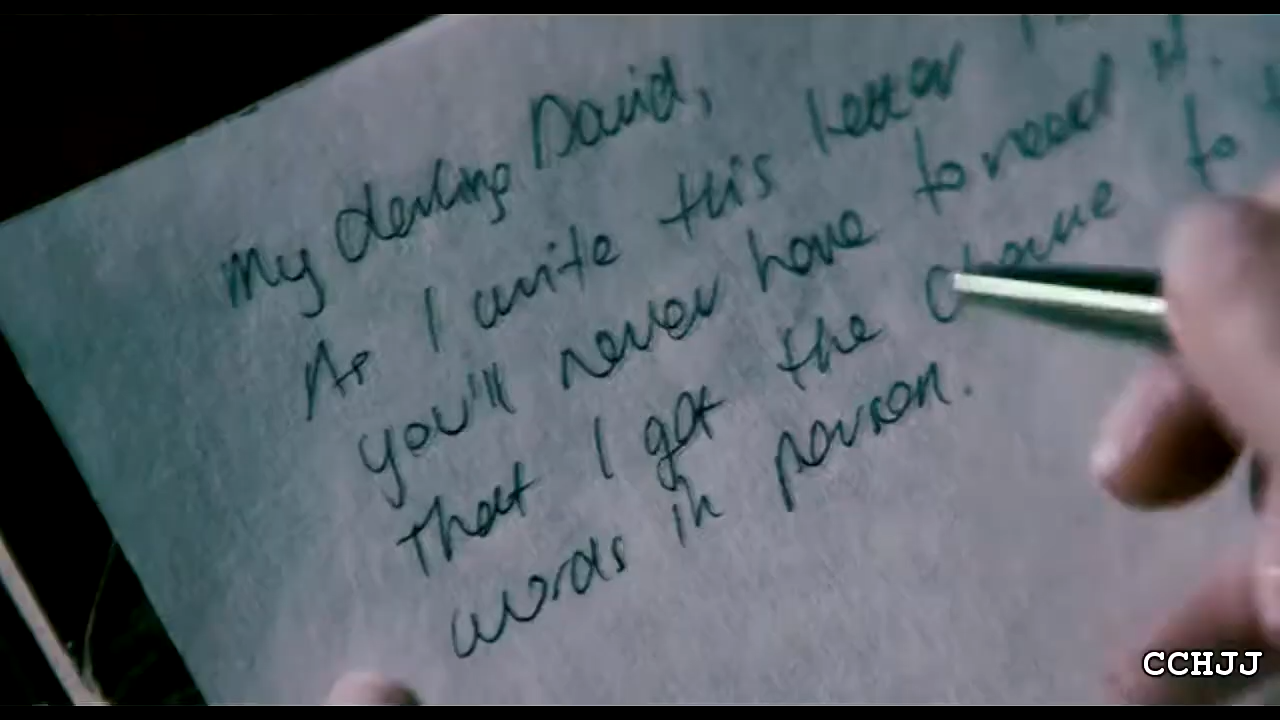 My darling David,
As I write this letter
you'll never have to read it.
That I got the chance to
words in person.
CCHJJ